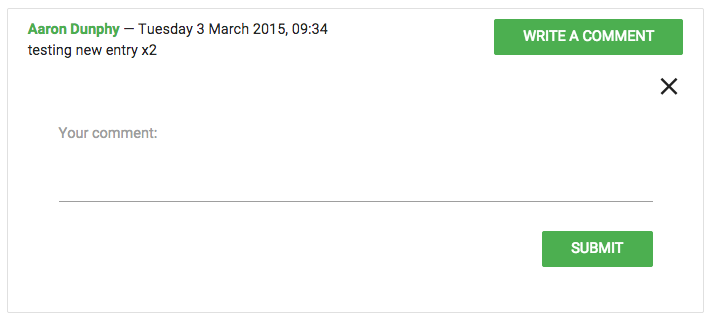 Aaron Dunphy — Tuesday 3 March 2015, 09:34
testing new entry x2
WRITE A COMMENT
Your comment:
SUBMIT